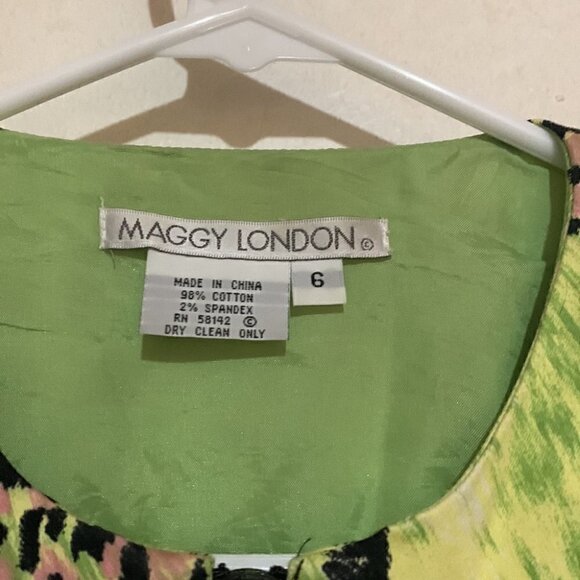 MAGGY LONDON ©
6
MADE IN CHINA
98% COTTON
2% SPANDEX
RN 58142 ©
DRY CLEAN ONLY